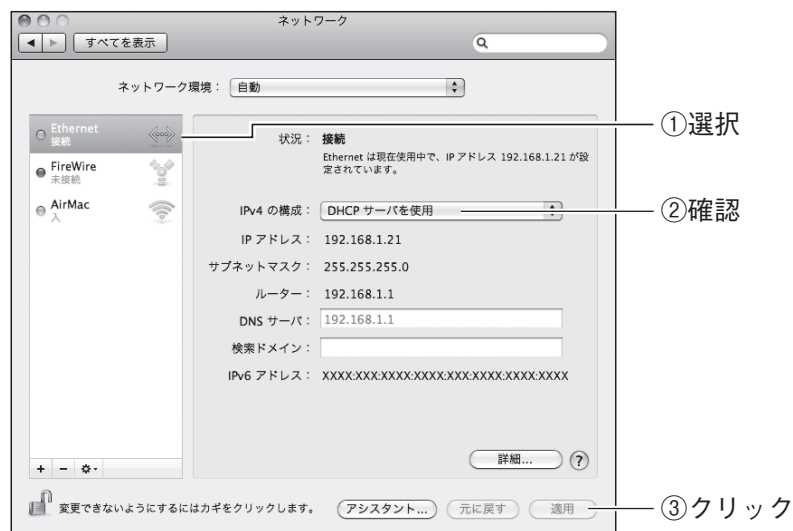 ネットワーク
すべてを表示
ネットワーク環境： 自動
Ethernet
接続
FireWire
未接続
AirMac
入
状況： 接続
Ethernet は現在使用中で、IP アドレス 192.168.1.21 が設
定されています。
IPv4 の構成： DHCP サーバを使用
IP アドレス： 192.168.1.21
サブネットマスク： 255.255.255.0
ルーター： 192.168.1.1
DNS サーバ： 192.168.1.1
検索ドメイン：
IPv6 アドレス： XXXX:XXX:XXXX:XXXX:XXX:XXXX:XXXX:XXXX
詳細... ?
+ −
変更できないようにするにはカギをクリックします。 アシスタント... 元に戻す 適用
①選択
②確認
③クリック